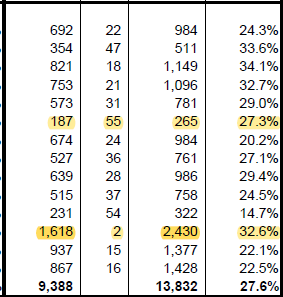 692 22 984 24.3%
354 47 511 33.6%
821 18 1,149 34.1%
753 21 1,096 32.7%
573 31 781 29.0%
187 55 265 27.3%
674 24 984 20.2%
527 36 761 27.1%
639 28 986 29.4%
515 37 758 24.5%
231 54 322 14.7%
1,618 2 2,430 32.6%
937 15 1,377 22.1%
867 16 1,428 22.5%
9,388 13,832 27.6%